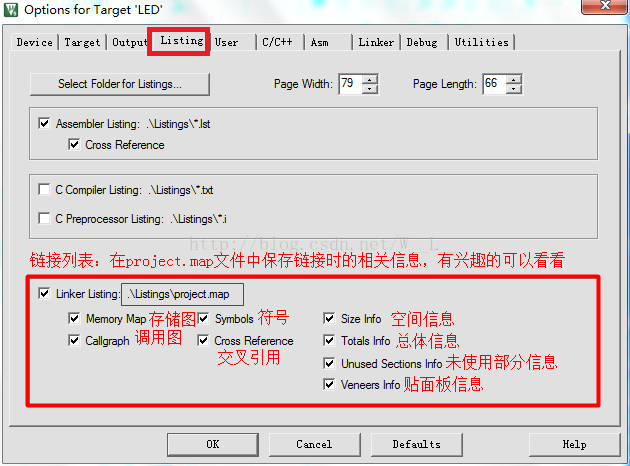 Options for Target 'LED'
Device Target Output Listing User C/C++ Asm Linker Debug Utilities
Select Folder for Listings... Page Width: 79 Page Length: 66
Assembler Listing: .\Listings\*.lst
Cross Reference
C Compiler Listing: .\Listings\*.txt
C Preprocessor Listing: .\Listings\*.i
http://blog.csdn.net/W__L
链接列表：在project.map文件中保存链接时的相关信息，有兴趣的可以看看
Linker Listing: .\Listings\project.map
Memory Map 存储图 Symbols 符号 Size Info 空间信息
Callgraph 调用图 Cross Reference 交叉引用 Totals Info 总体信息
Unused Sections Info 未使用部分信息
Veneers Info 贴面板信息
OK Cancel Defaults Help